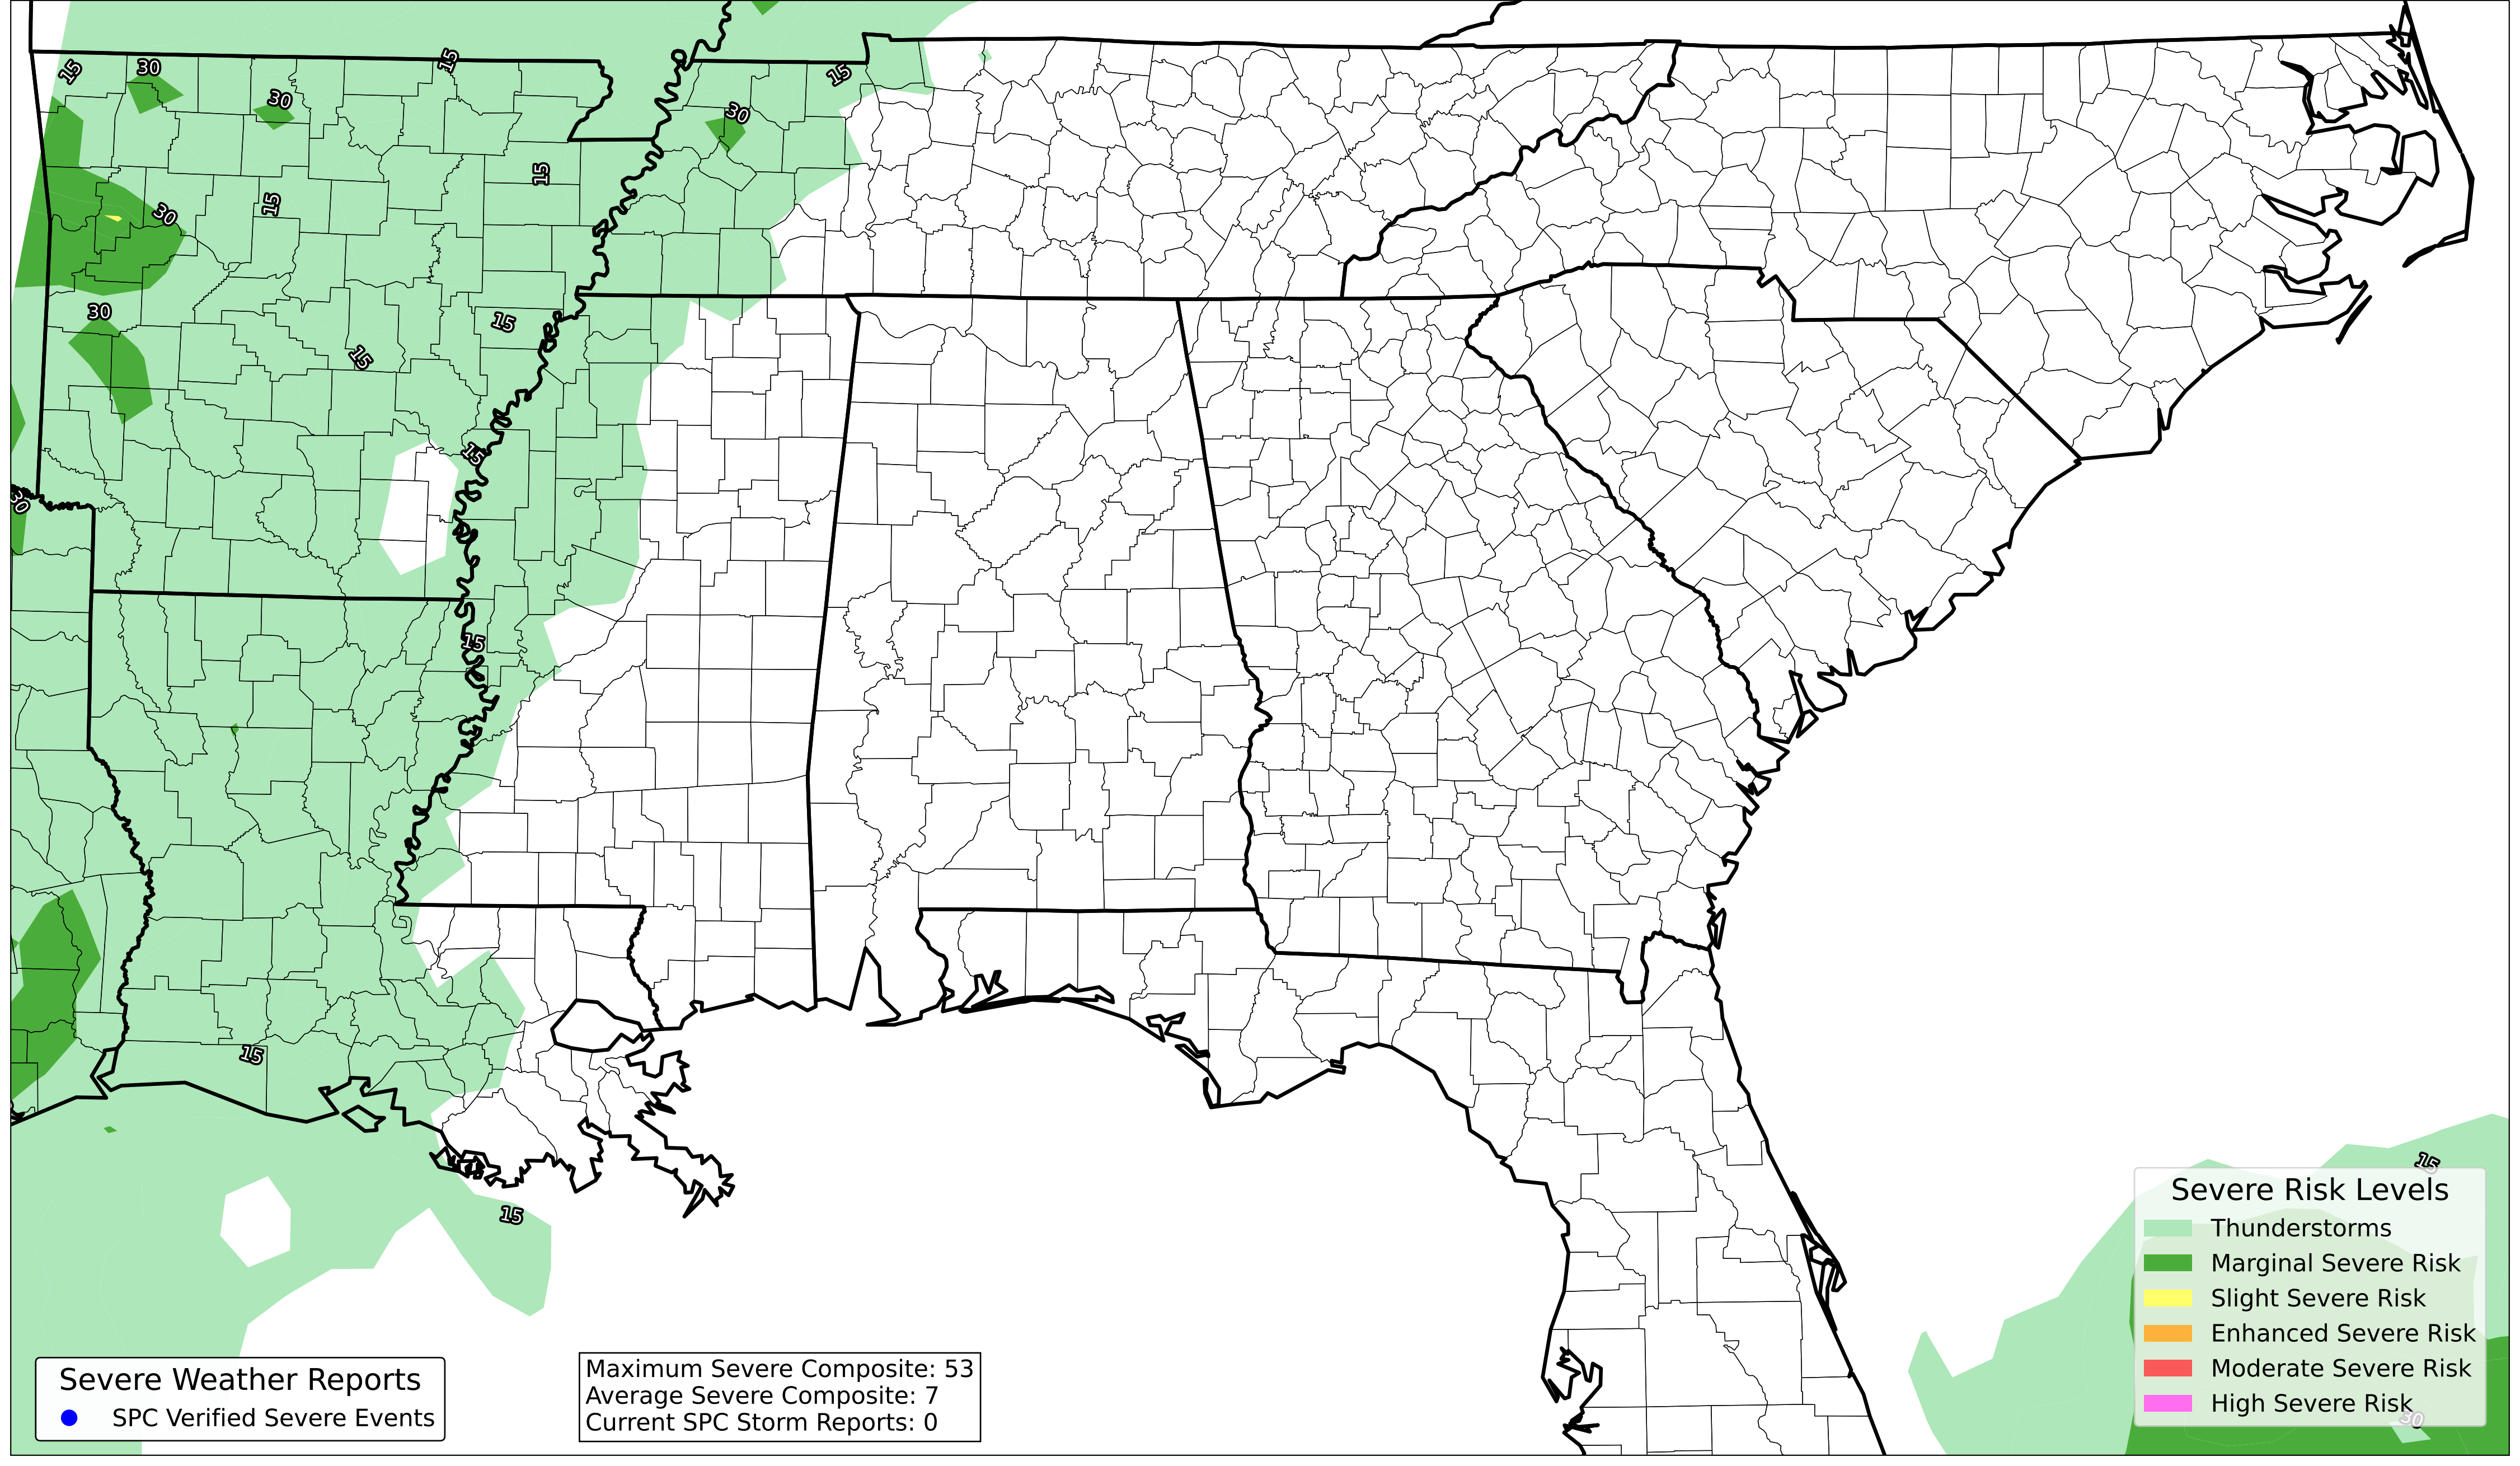 15
30
15
15
30
30
15
15
30
30
15
15
30
15
15
15
15
15
Severe Risk Levels
Thunderstorms
Marginal Severe Risk
Slight Severe Risk
Enhanced Severe Risk
Moderate Severe Risk
High Severe Risk
30
Severe Weather Reports
SPC Verified Severe Events
Maximum Severe Composite: 53
Average Severe Composite: 7
Current SPC Storm Reports: 0